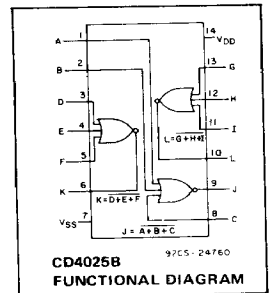 A 1
B 2
D 3
E 4
F 5
K 6
VSS 7
14 VDD
13 G
12 H
11 I
10 L
9 J
8 C
L=G+H+I
K=D+E+F
J=A+B+C
92CS-24760
CD4025B
FUNCTIONAL DIAGRAM